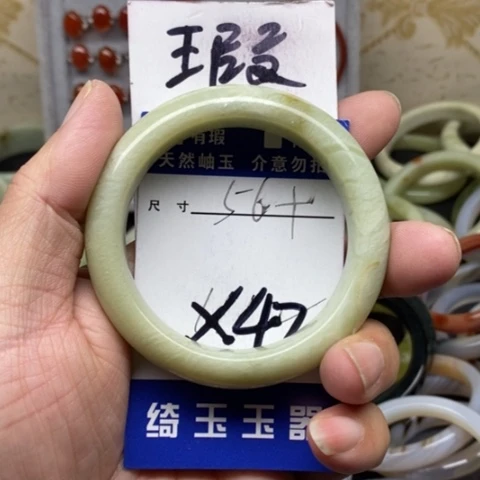 瑕
有瑕
天然岫玉 介意勿拍
尺寸 56+
X47
绮玉玉器